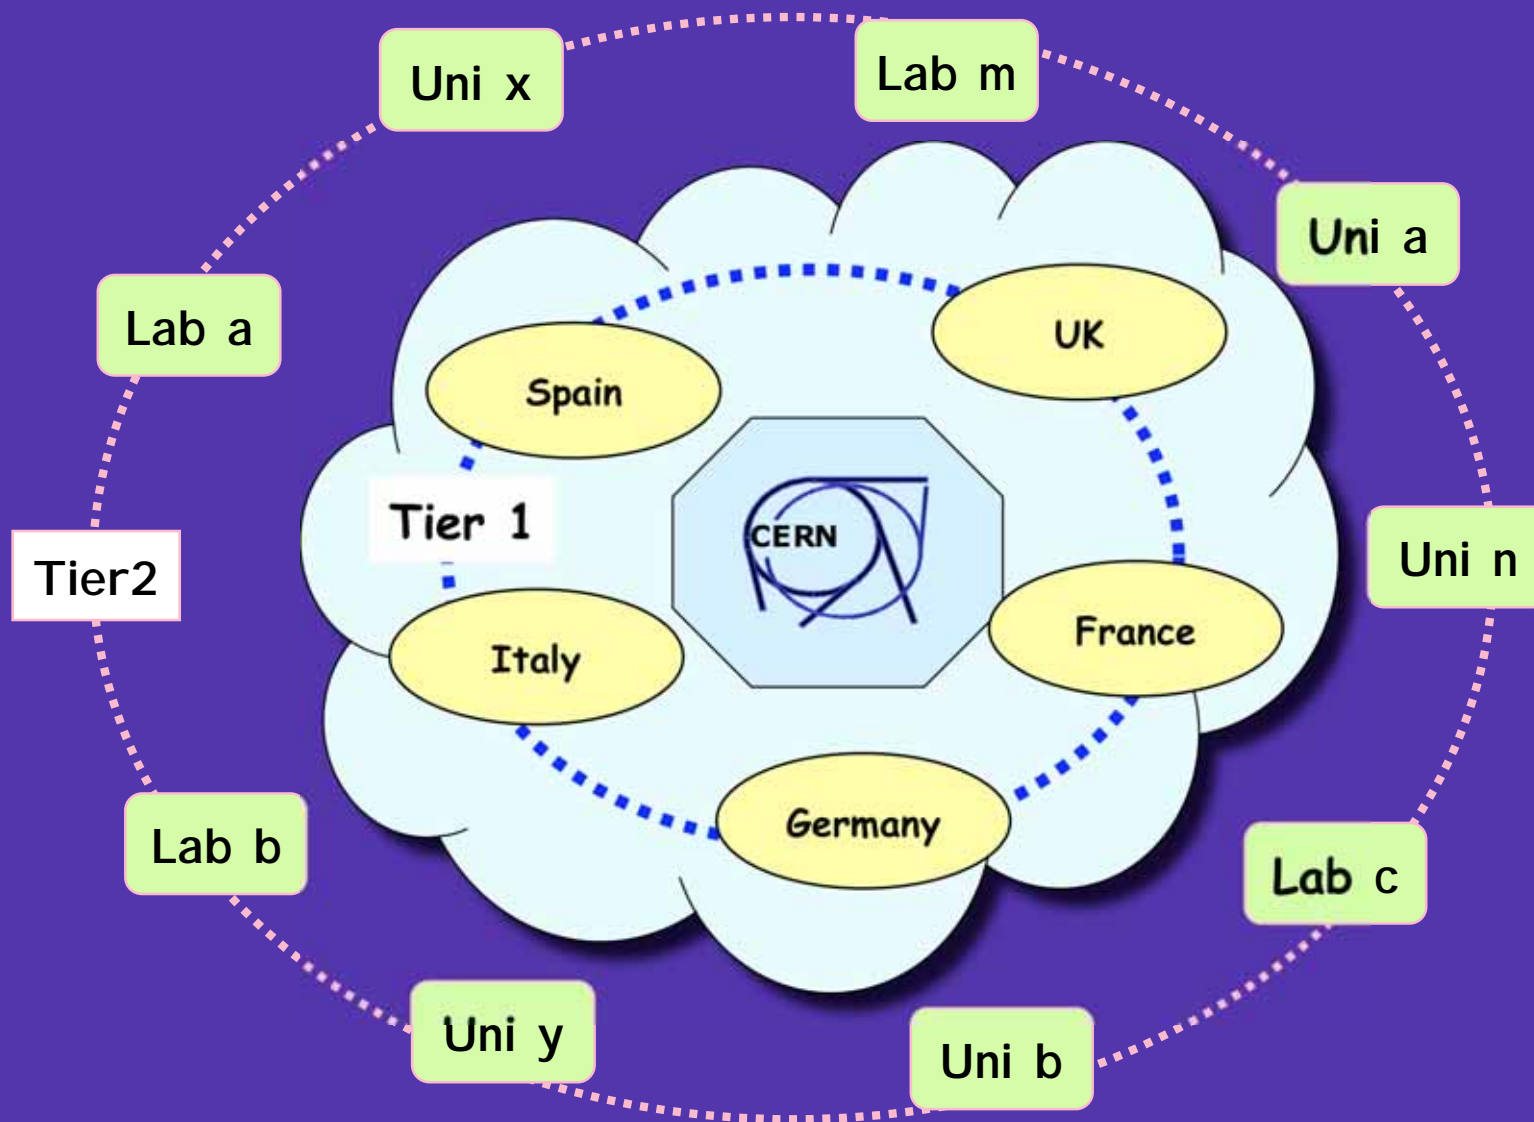 Uni x
Lab m
Uni a
Lab a
UK
Spain
Tier 1
CERN
Uni n
Tier2
France
Italy
Germany
Lab b
Lab c
Uni y
Uni b